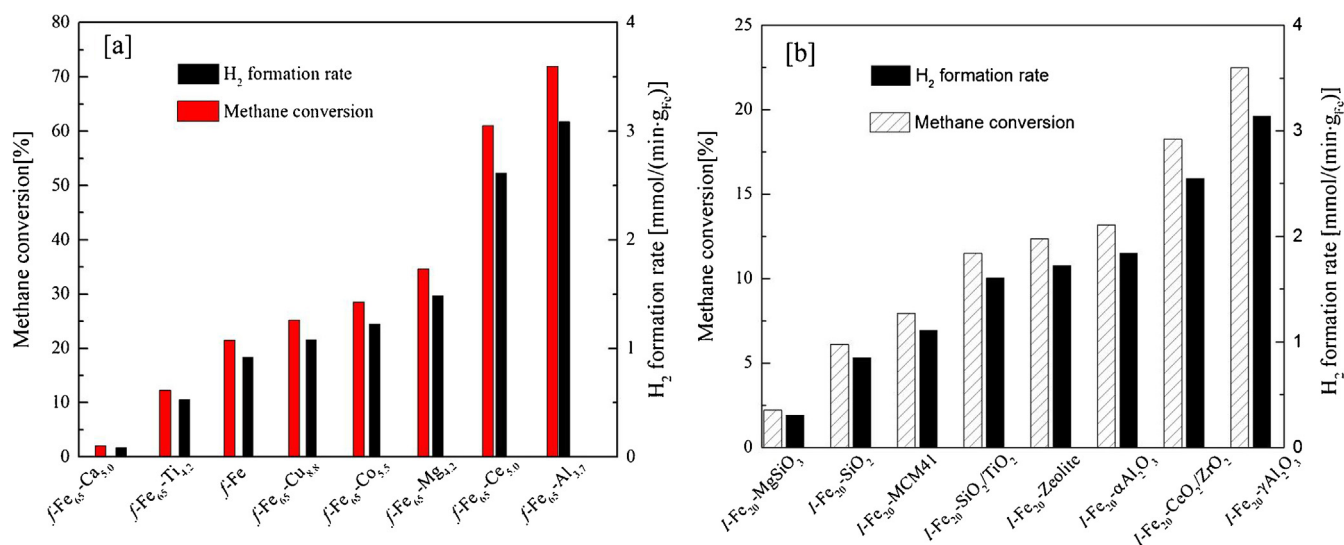 [a]
H₂ formation rate
Methane conversion
Methane conversion[%]
80
70
60
50
40
30
20
10
0
4
3
2
1
0
H₂ formation rate [mmol/(min·g_Fe)]
f-Fe₆₅-Ca₅.₀
f-Fe₆₅-Ti₄.₂
f-Fe
f-Fe₆₅-Cu₈.₈
f-Fe₆₅-Co₅.₅
f-Fe₆₅-Mg₄.₂
f-Fe₆₅-Ce₅.₀
f-Fe₆₅-Al₃.₇
[b]
H₂ formation rate
Methane conversion
Methane conversion[%]
25
20
15
10
5
0
4
3
2
1
0
H₂ formation rate [mmol/(min·g_Fe)]
I-Fe₂₀-MgSiO₃
I-Fe₂₀-SiO₂
I-Fe₂₀-MCM41
I-Fe₂₀-SiO₂/TiO₂
I-Fe₂₀-Zeolite
I-Fe₂₀-αAl₂O₃
I-Fe₂₀-CeO₂/ZrO₂
I-Fe₂₀-γAl₂O₃